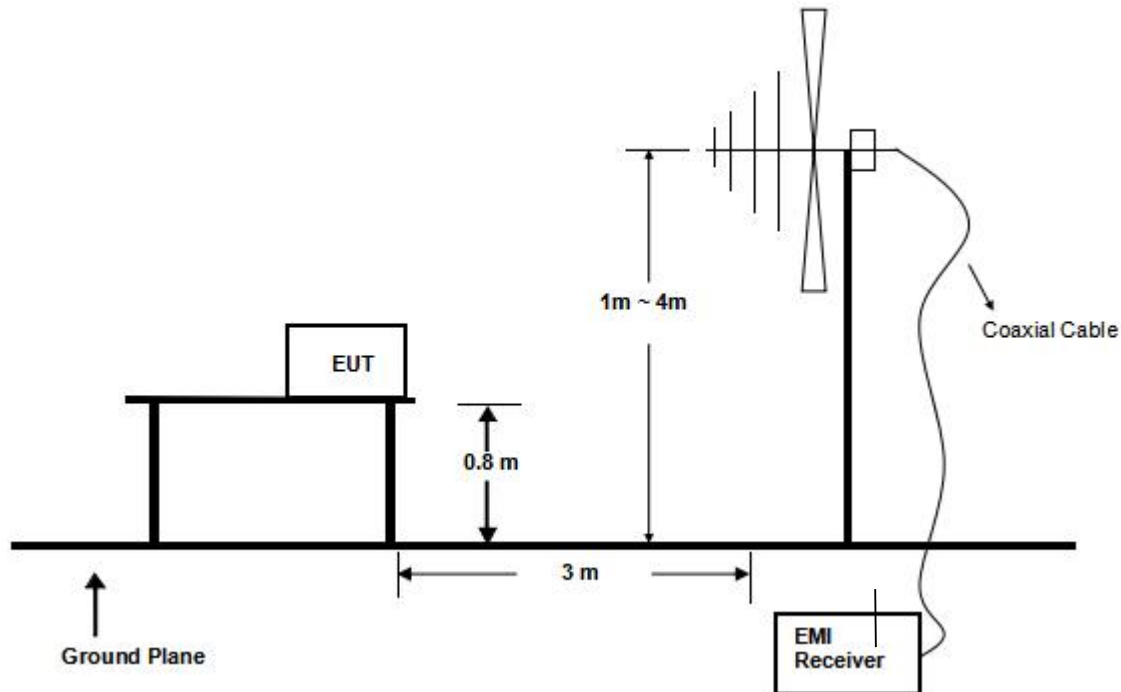 1m ~ 4m
Coaxial Cable
EUT
0.8 m
3 m
Ground Plane
EMI
Receiver